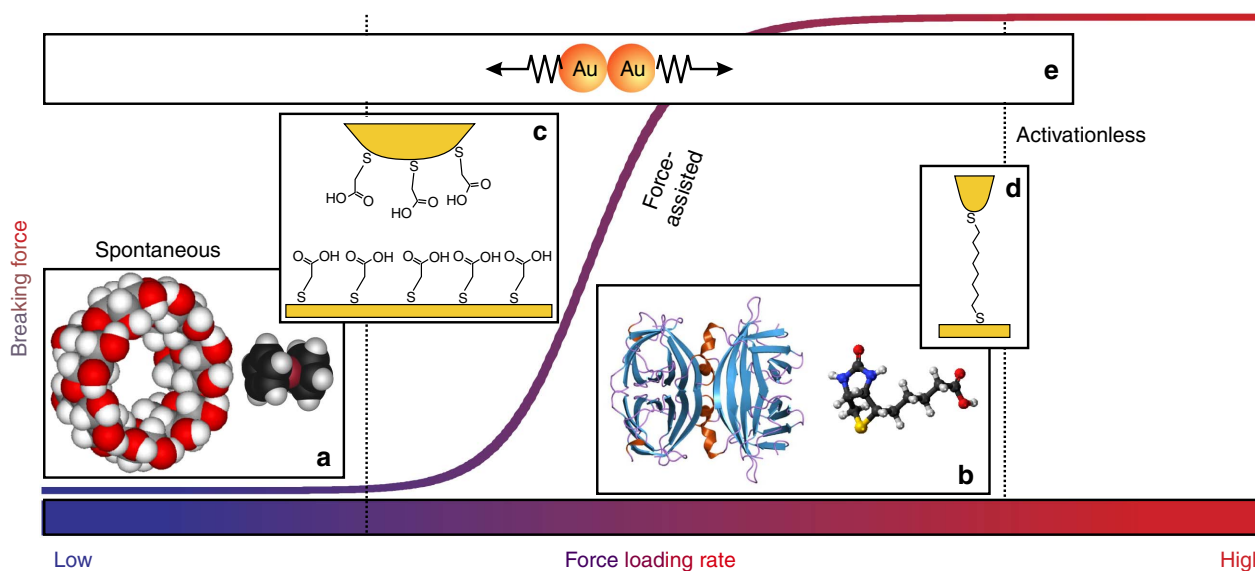 Au Au
e
c
S
S
S
O
HO
OH
O
HO
O
HO
O
Activationless
Force-
assisted
d
S
Spontaneous
O OH O OH O OH O OH O OH
S S S S S
S
Breaking force
a
b
Low Force loading rate High